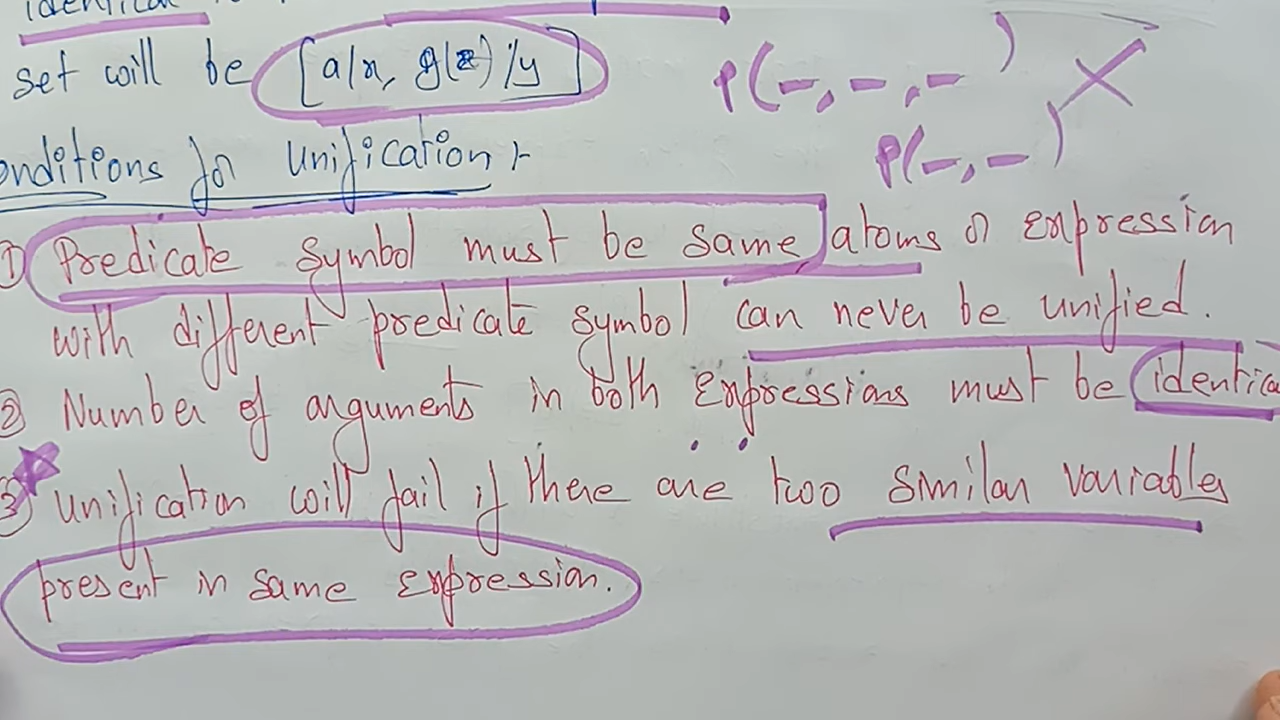 set will be [a/x, g(z)/y]
P(-, -, -)
P(-, -)
onditions for Unification :-
① Predicate symbol must be same atoms or expression
with different predicate symbol can never be unified.
② Number of arguments in both expressions must be identica
③ unification will fail if there are two similar variables
present in same expression.